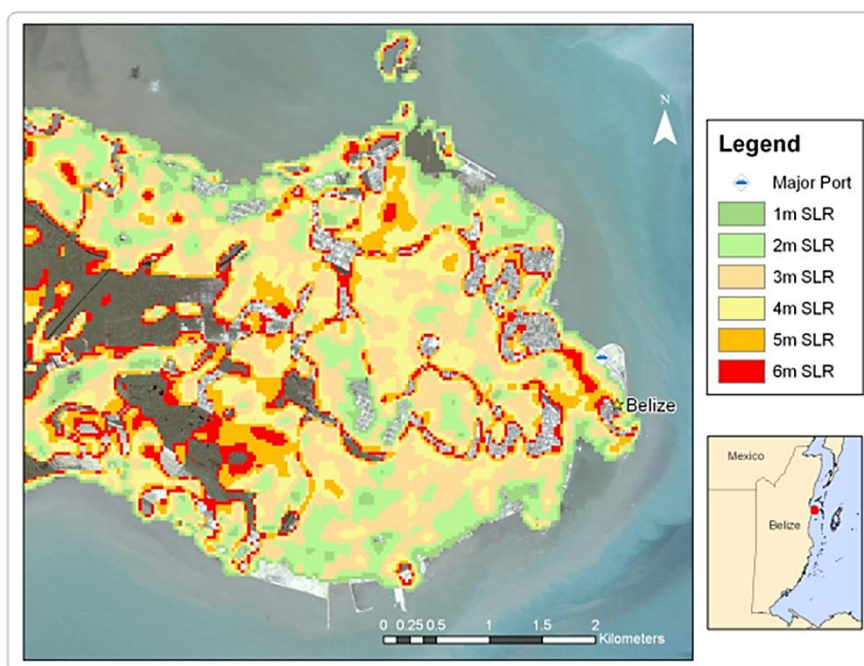 N
Belize
0 0.25 0.5 1 1.5 2
Kilometers
Legend
Major Port
1m SLR
2m SLR
3m SLR
4m SLR
5m SLR
6m SLR
Mexico
Belize